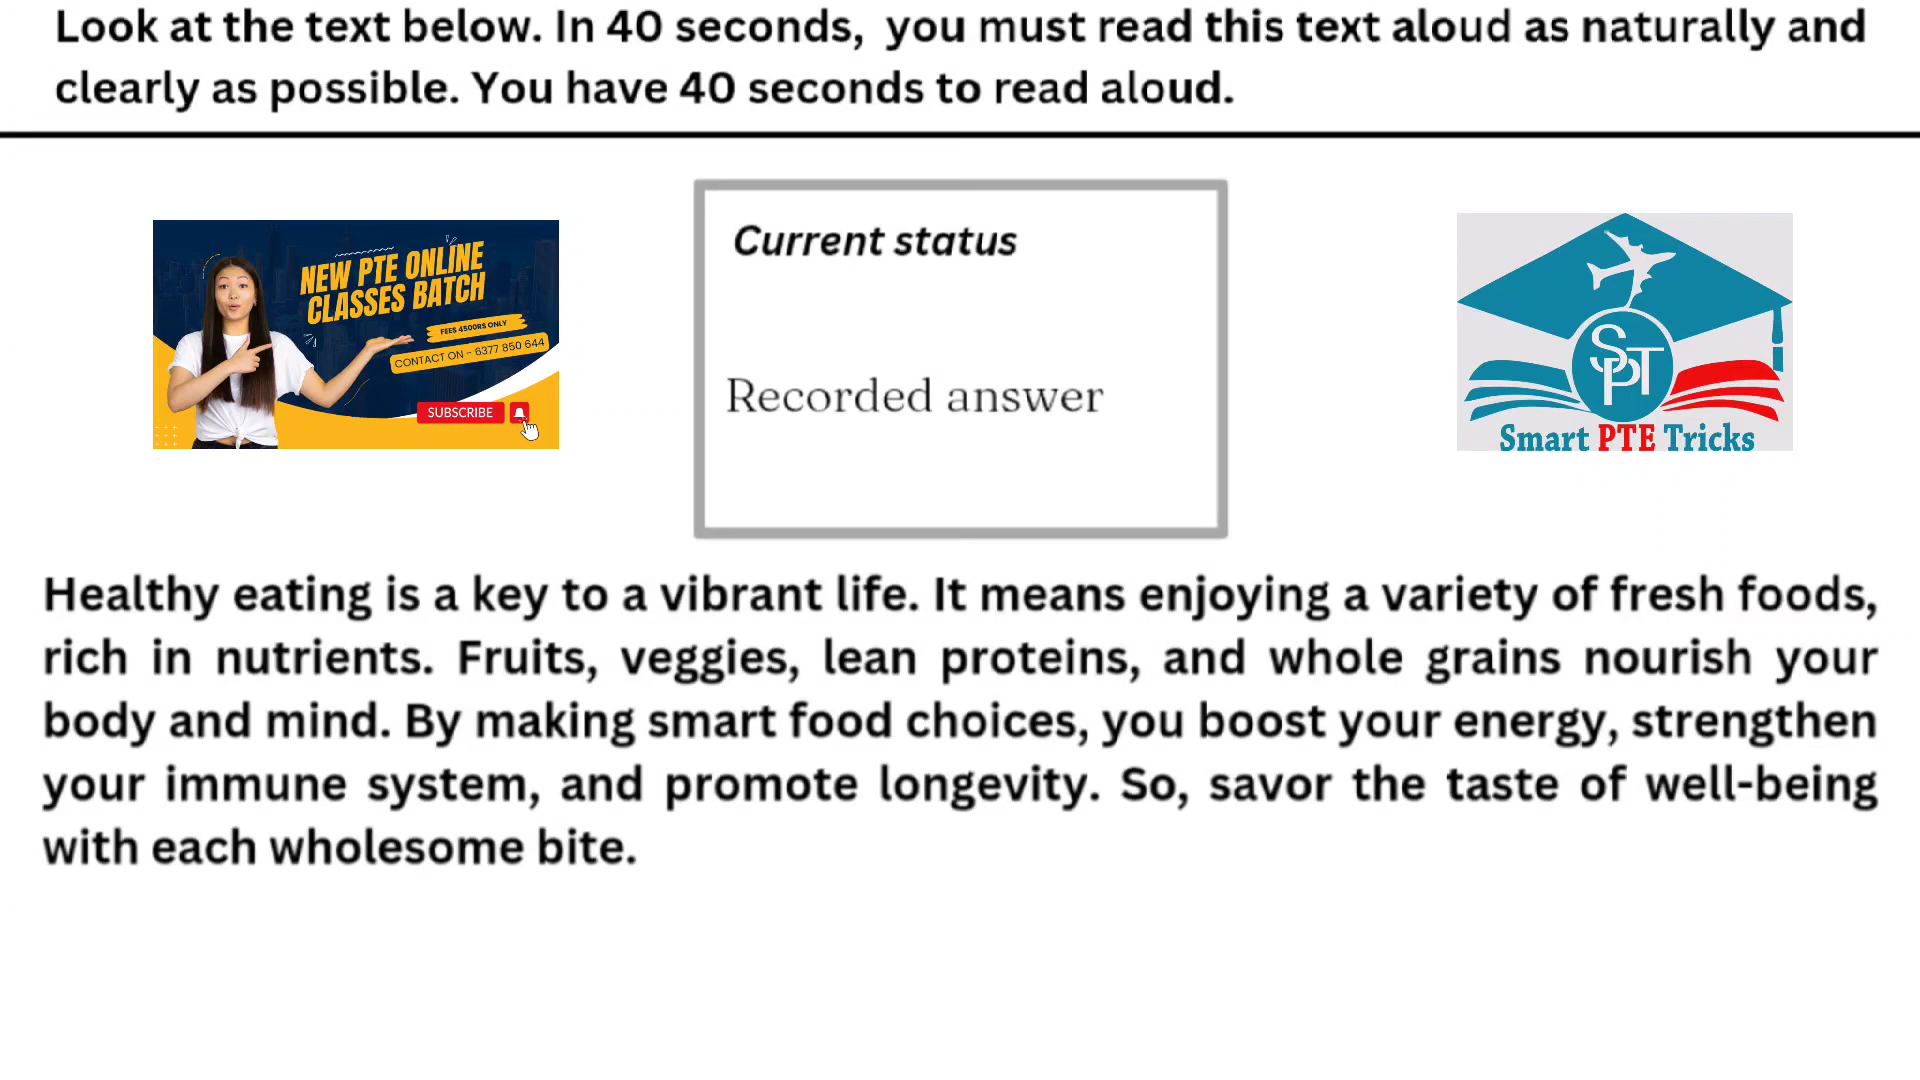 Look at the text below. In 40 seconds, you must read this text aloud as naturally and
clearly as possible. You have 40 seconds to read aloud.
NEW PTE ONLINE
CLASSES BATCH
FEES 4500RS ONLY
CONTACT ON - 6377 850 644
SUBSCRIBE
Current status
Recorded answer
SPT
Smart PTE Tricks
Healthy eating is a key to a vibrant life. It means enjoying a variety of fresh foods,
rich in nutrients. Fruits, veggies, lean proteins, and whole grains nourish your
body and mind. By making smart food choices, you boost your energy, strengthen
your immune system, and promote longevity. So, savor the taste of well-being
with each wholesome bite.